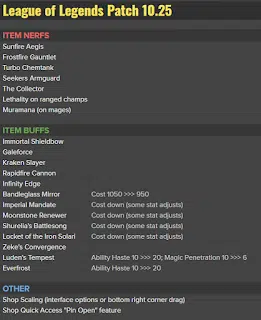 League of Legends Patch 10.25
ITEM NERFS
Sunfire Aegis
Frostfire Gauntlet
Turbo Chemtank
Seekers Armguard
The Collector
Lethality on ranged champs
Muramana (on mages)
ITEM BUFFS
Immortal Shieldbow
Galeforce
Kraken Slayer
Rapidfire Cannon
Infinity Edge
Bandleglass Mirror Cost 1050 >>> 950
Imperial Mandate Cost down (some stat adjusts)
Moonstone Renewer Cost down (some stat adjusts)
Shurelia's Battlesong Cost down (some stat adjusts)
Locket of the Iron Solari Cost down (some stat adjusts)
Zeke's Convergence
Luden's Tempest Ability Haste 10 >>> 20; Magic Penetration 10 >>> 6
Everfrost Ability Haste 10 >>> 20
OTHER
Shop Scaling (interface options or bottom right corner drag)
Shop Quick Access "Pin Open" feature